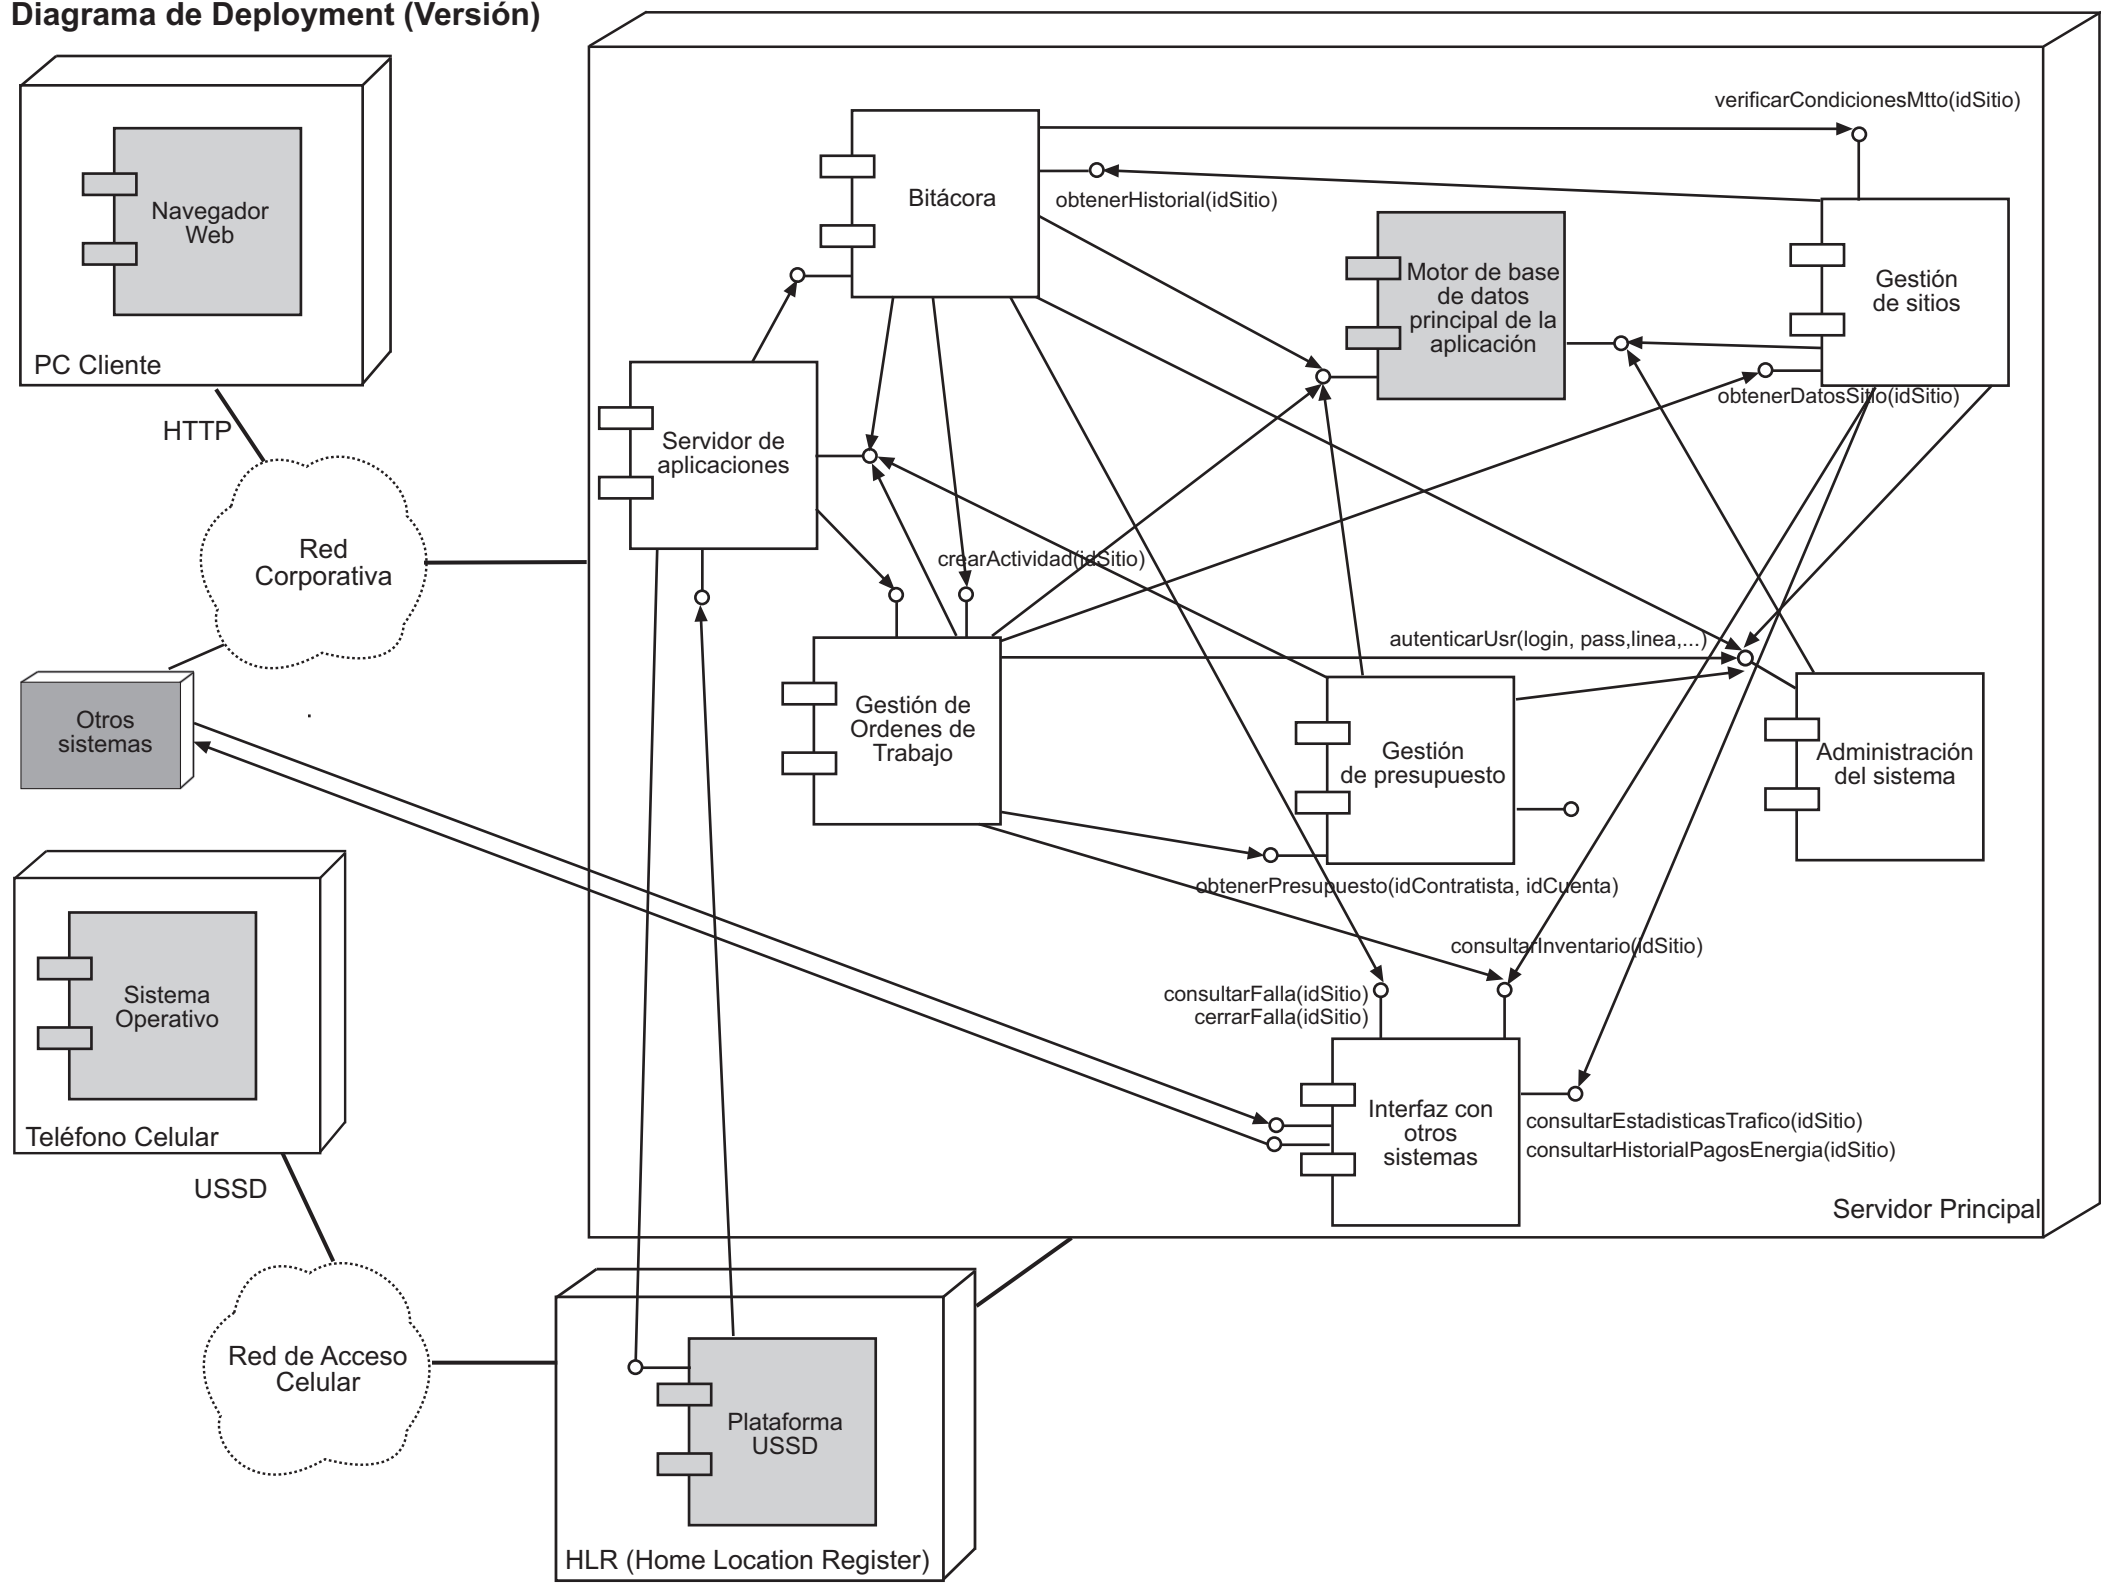 Diagrama de Deployment (Versión)
Navegador
Web
PC Cliente
HTTP
Red
Corporativa
Otros
sistemas
Sistema
Operativo
Teléfono Celular
USSD
Red de Acceso
Celular
verificarCondicionesMtto(idSitio)
Bitácora
obtenerHistorial(idSitio)
Motor de base
de datos
principal de la
aplicación
Gestión
de sitios
obtenerDatosSitio(idSitio)
Servidor de
aplicaciones
crearActividad(idSitio)
autenticarUsr(login, pass,linea,...)
Gestión de
Ordenes de
Trabajo
Gestión
de presupuesto
Administración
del sistema
obtenerPresupuesto(idContratista, idCuenta)
consultarInventario(idSitio)
consultarFalla(idSitio)
cerrarFalla(idSitio)
Interfaz con
otros
sistemas
consultarEstadisticasTrafico(idSitio)
consultarHistorialPagosEnergia(idSitio)
Servidor Principal
Plataforma
USSD
HLR (Home Location Register)